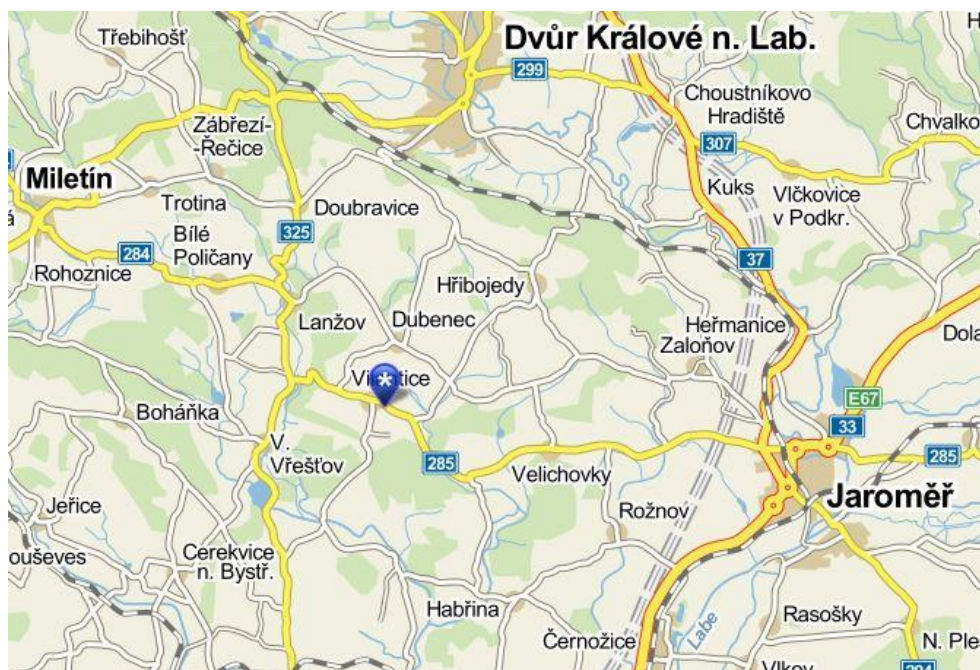 Třebihošť
Dvůr Králové n. Lab.
299
Choustníkovo
Hradiště
Zábřezí-
-Řečice
307
Chvalko
Miletín
Kuks
Vlčkovice
v Podkr.
Trotina
Doubravice
325
Bílé
Poličany
284
37
Rohoznice
Hřibojedy
Lanžov
Dubenec
Heřmanice
Zaloňov
Dola
*
E67
Boháňka
33
V.
Vřešťov
285
Velichovky
285
Jeřice
Rožnov
Jaroměř
ouševes
Cerekvice
n. Bystř.
Habřina
Rasošky
Černožice
Labe
N. Ple
Vlkov